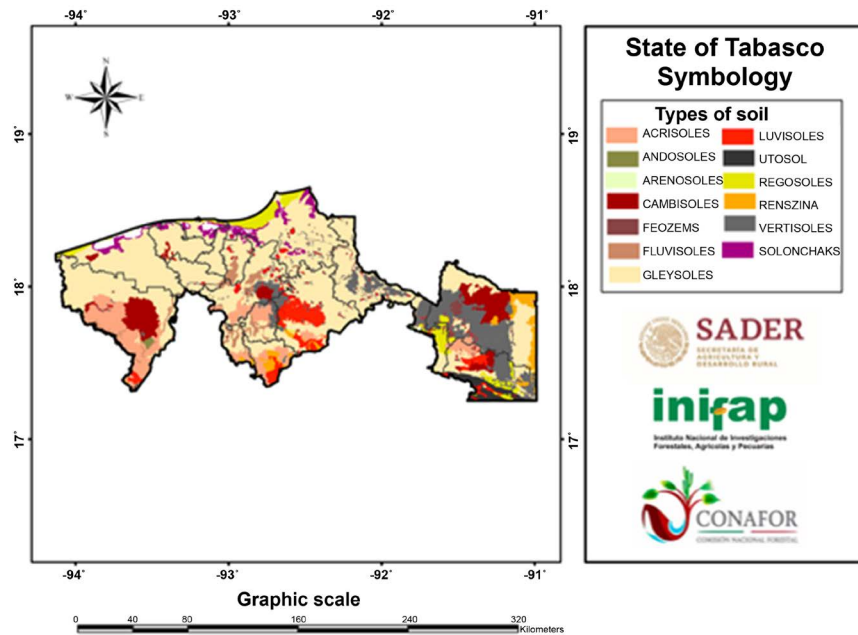 -94˚ -93˚ -92˚ -91˚
N
W E
S
19˚
18˚
17˚
19˚
18˚
17˚
-94˚ -93˚ -92˚ -91˚
Graphic scale
0 40 80 160 240 320
Kilometers
State of Tabasco
Symbology
Types of soil
ACRISOLES
ANDOSOLES
ARENOSOLES
CAMBISOLES
FEOZEMS
FLUVISOLES
GLEYSOLES
LUVISOLES
UTOSOL
REGOSOLES
RENSZINA
VERTISOLES
SOLONCHAKS
SADER
SECRETARÍA DE
AGRICULTURA Y
DESARROLLO RURAL
inifap
Instituto Nacional de Investigaciones
Forestales, Agrícolas y Pecuarias
CONAFOR
COMISIÓN NACIONAL FORESTAL